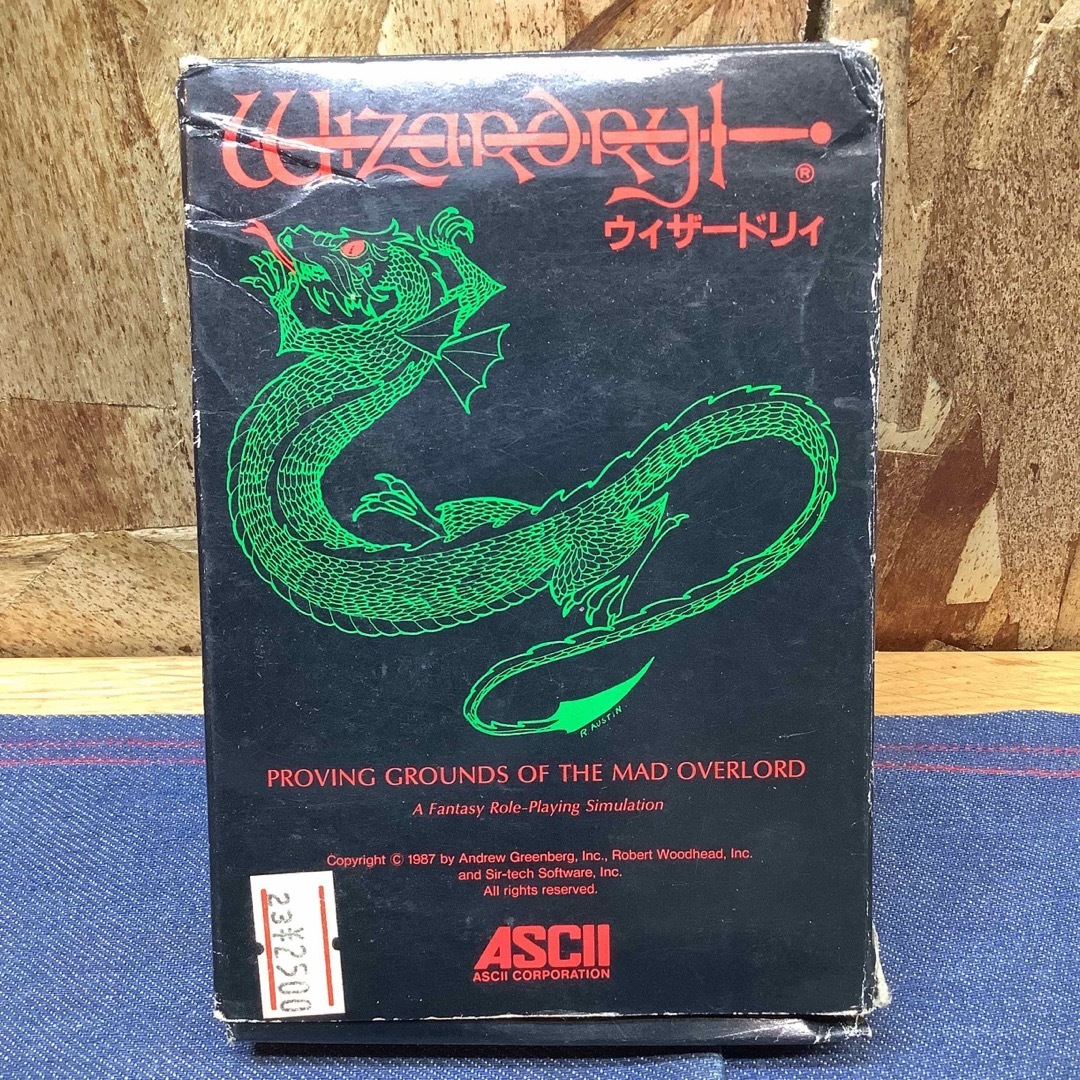 Wizardry
®
ウィザードリィ
R. AUSTIN
PROVING GROUNDS OF THE MAD OVERLORD
A Fantasy Role-Playing Simulation
Copyright © 1987 by Andrew Greenberg, Inc., Robert Woodhead, Inc.
and Sir-tech Software, Inc.
All rights reserved.
23¥2500
ASCII
ASCII CORPORATION